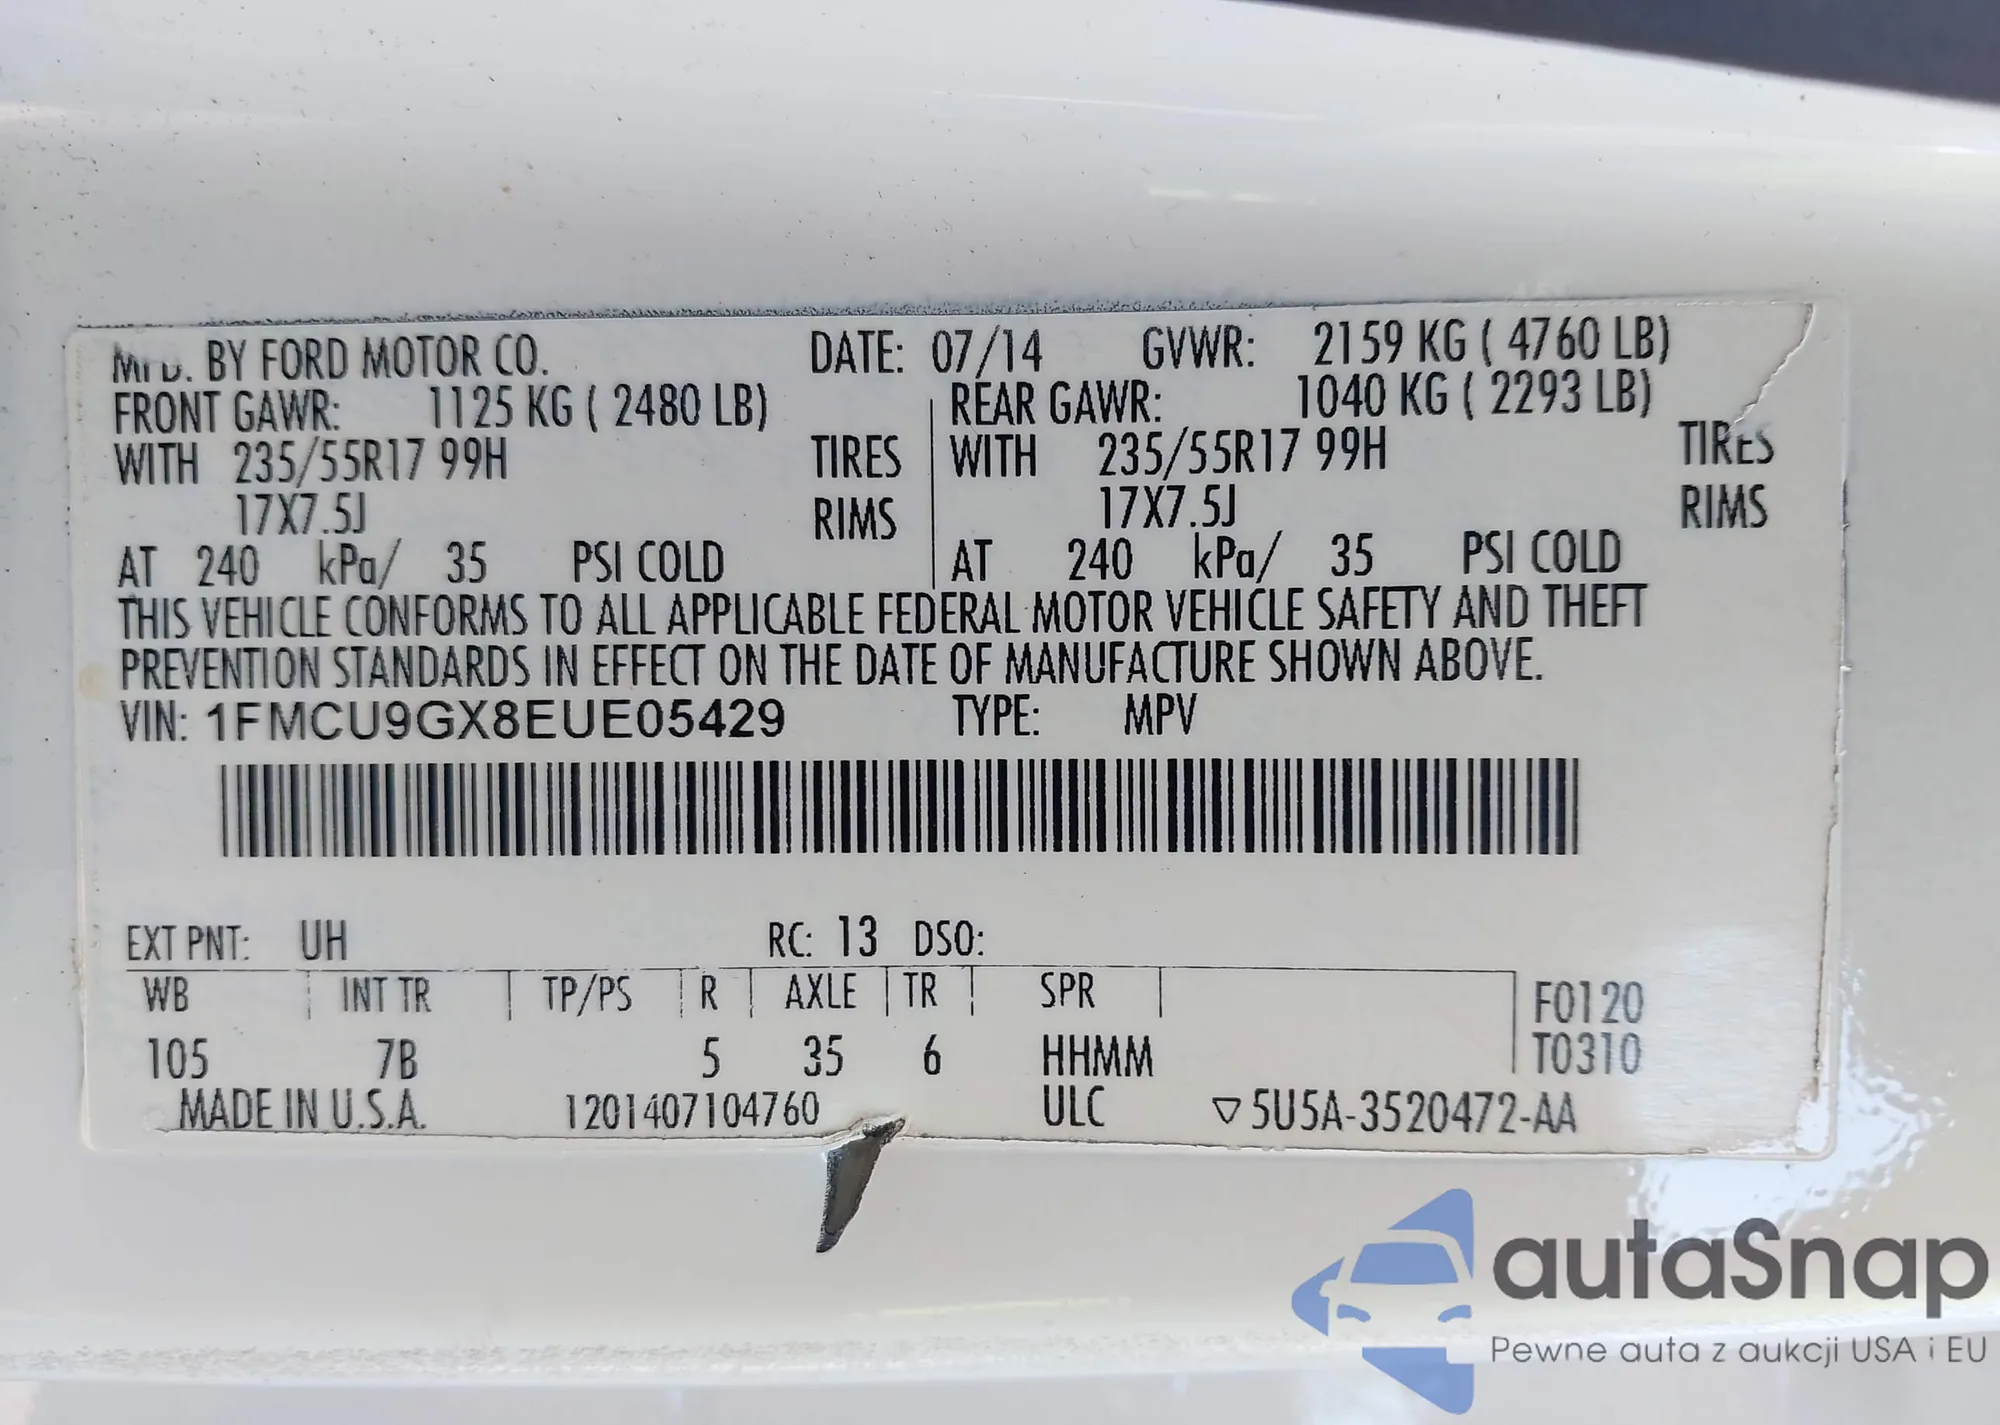 MFD. BY FORD MOTOR CO. DATE: 07/14 GVWR: 2159 KG ( 4760 LB)
FRONT GAWR: 1125 KG ( 2480 LB) REAR GAWR: 1040 KG ( 2293 LB)
WITH 235/55R17 99H TIRES WITH 235/55R17 99H TIRES
17X7.5J RIMS 17X7.5J RIMS
AT 240 kPa/ 35 PSI COLD AT 240 kPa/ 35 PSI COLD
THIS VEHICLE CONFORMS TO ALL APPLICABLE FEDERAL MOTOR VEHICLE SAFETY AND THEFT
PREVENTION STANDARDS IN EFFECT ON THE DATE OF MANUFACTURE SHOWN ABOVE.
VIN: 1FMCU9GX8EUE05429 TYPE: MPV
EXT PNT: UH RC: 13 DSO:
WB INT TR TP/PS R AXLE TR SPR F0120
105 7B 5 35 6 HHMM T0310
MADE IN U.S.A. 1201407104760 ULC ▽5U5A-3520472-AA
autaSnap
Pewne auta z aukcji USA i EU